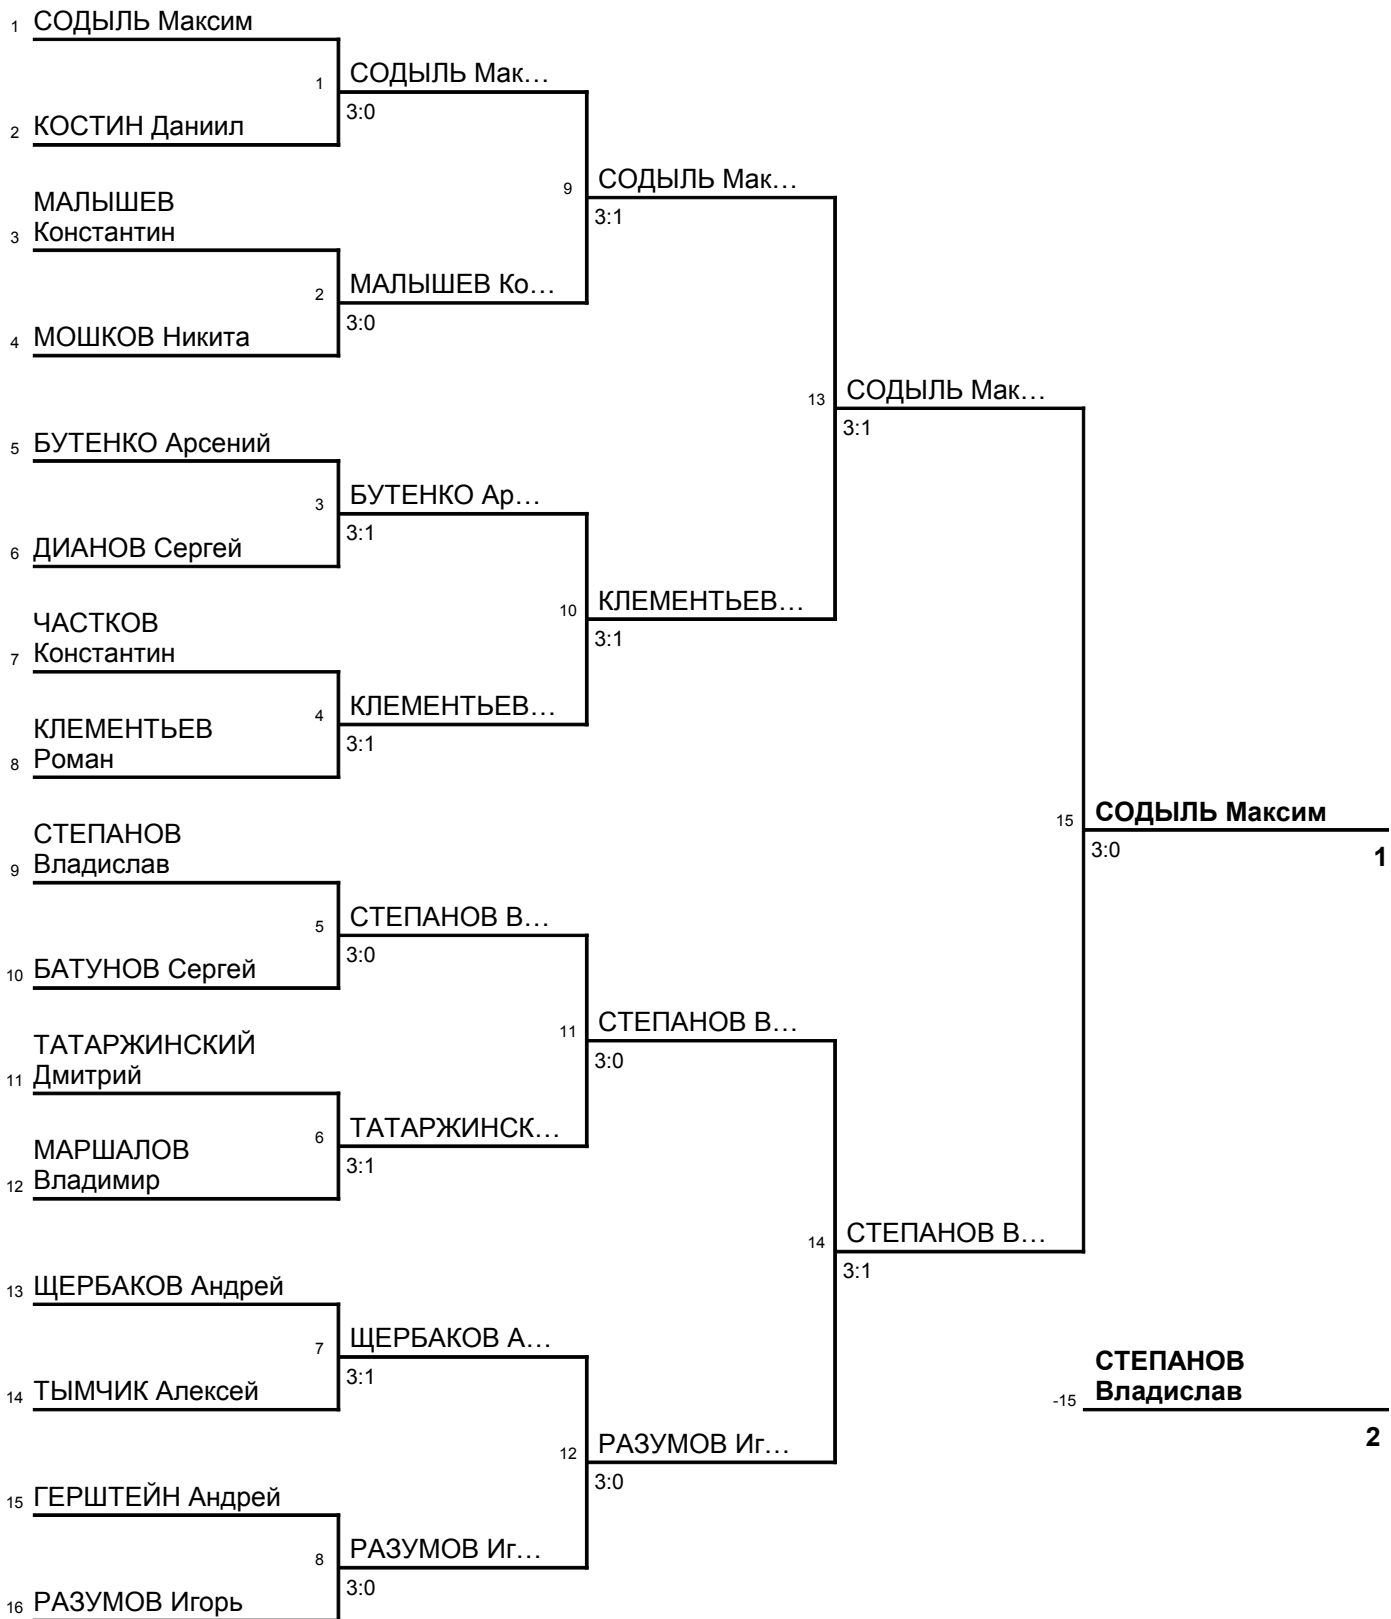 1 СОДЫЛЬ Максим
1 СОДЫЛЬ Мак…
3:0
2 КОСТИН Даниил
9 СОДЫЛЬ Мак…
3:1
МАЛЫШЕВ
3 Константин
2 МАЛЫШЕВ Ко…
3:0
4 МОШКОВ Никита
13 СОДЫЛЬ Мак…
3:1
5 БУТЕНКО Арсений
3 БУТЕНКО Ар…
3:1
6 ДИАНОВ Сергей
10 КЛЕМЕНТЬЕВ…
3:1
ЧАСТКОВ
7 Константин
4 КЛЕМЕНТЬЕВ…
3:1
КЛЕМЕНТЬЕВ
8 Роман
15 СОДЫЛЬ Максим
3:0
1
СТЕПАНОВ
9 Владислав
5 СТЕПАНОВ В…
3:0
10 БАТУНОВ Сергей
11 СТЕПАНОВ В…
3:0
ТАТАРЖИНСКИЙ
11 Дмитрий
6 ТАТАРЖИНСК…
3:1
МАРШАЛОВ
12 Владимир
14 СТЕПАНОВ В…
3:1
13 ЩЕРБАКОВ Андрей
7 ЩЕРБАКОВ А…
3:1
14 ТЫМЧИК Алексей
СТЕПАНОВ
-15 Владислав
2
12 РАЗУМОВ Иг…
3:0
15 ГЕРШТЕЙН Андрей
8 РАЗУМОВ Иг…
3:0
16 РАЗУМОВ Игорь